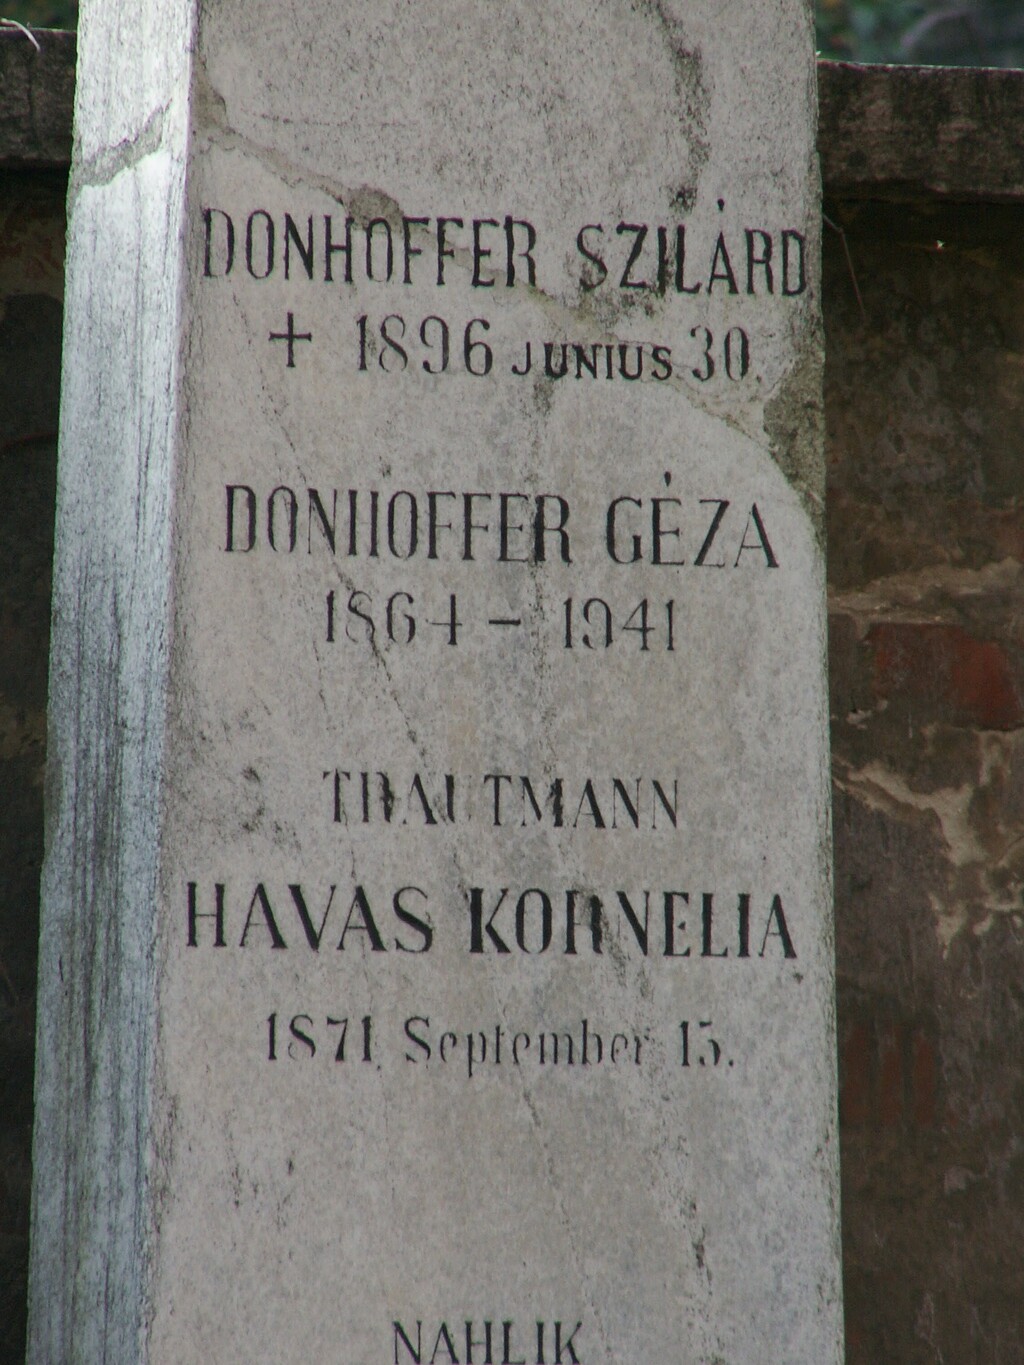 DONHOFFER SZILÁRD
+ 1896 JUNIUS 30.
DONHOFFER GÉZA
1864 – 1941
TRAUTMANN
HAVAS KORNELIA
1871 September 15.
NAHLIK